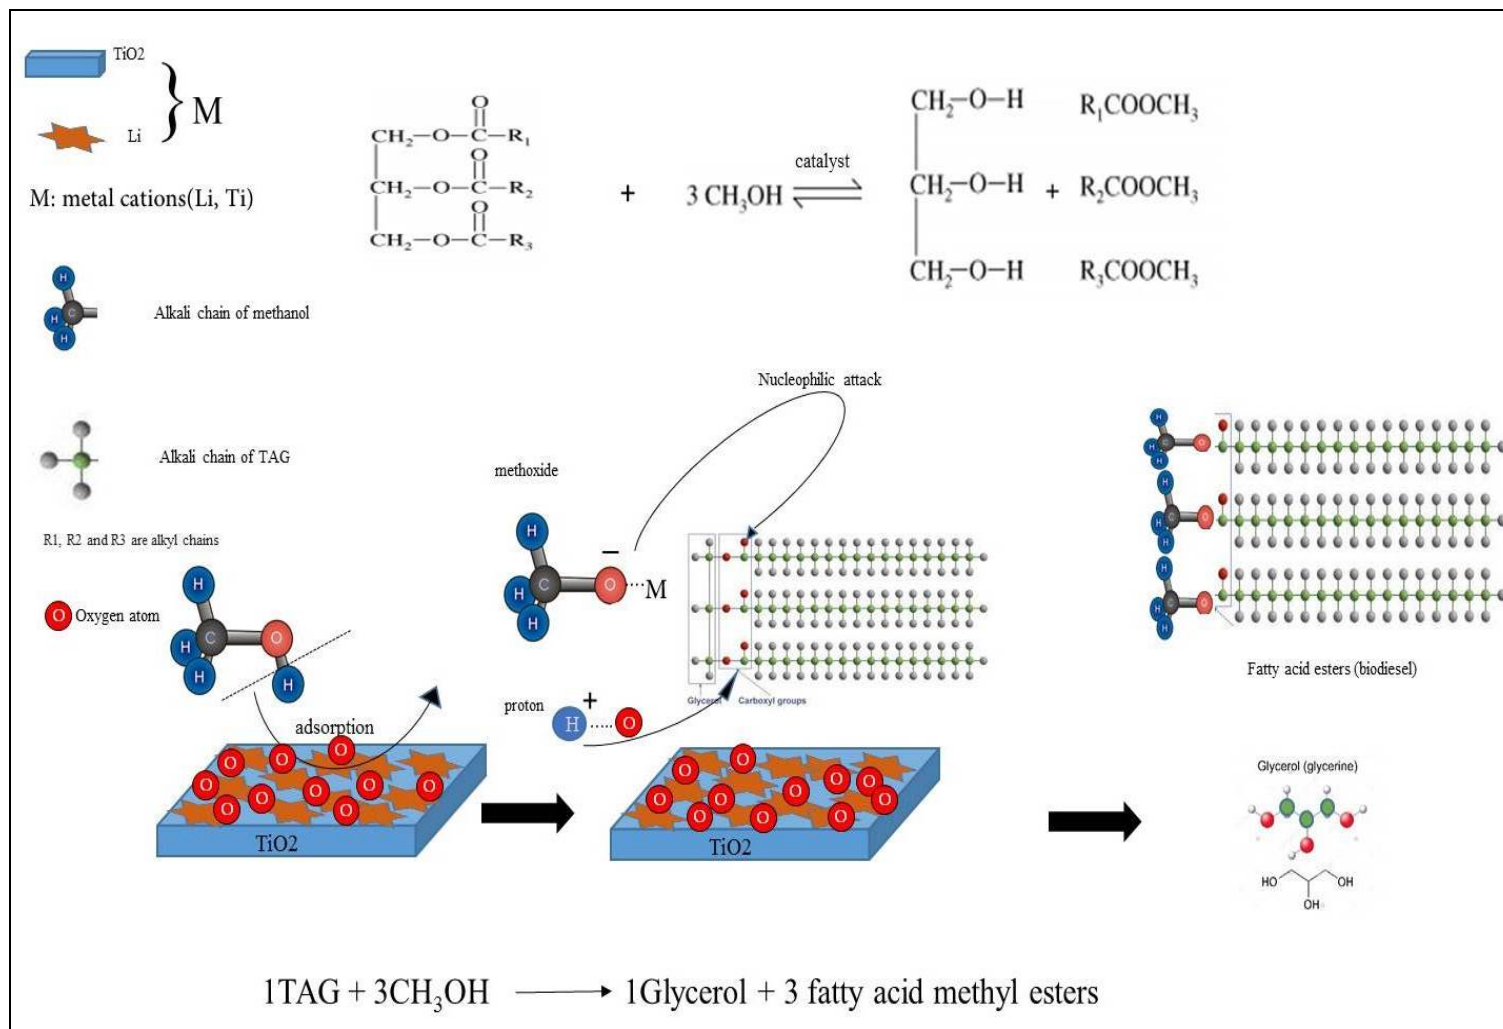 TiO2
Li
} M
M: metal cations(Li, Ti)
O O O
CH₂—O—C—R₁
CH₂—O—C—R₂
CH₂—O—C—R₃
+
3 CH₃OH
catalyst
CH₂—O—H
CH₂—O—H
CH₂—O—H
+
R₁COOCH₃
R₂COOCH₃
R₃COOCH₃
H
H C
H
Alkali chain of methanol
Alkali chain of TAG
R1, R2 and R3 are alkyl chains
O Oxygen atom
H
C O
H
H H
adsorption
O O O O O O O O O O O
TiO2
methoxide
Nucleophilic attack
H
C O
H
H
− M
Glycerol Carboxyl groups
proton
+
H O
O O O O O O O O O O O
TiO2
H
C O
H H
H
C O
H H
H
C O
H H
Fatty acid esters (biodiesel)
Glycerol (glycerine)
HO OH
OH
1TAG + 3CH₃OH ⟶ 1Glycerol + 3 fatty acid methyl esters